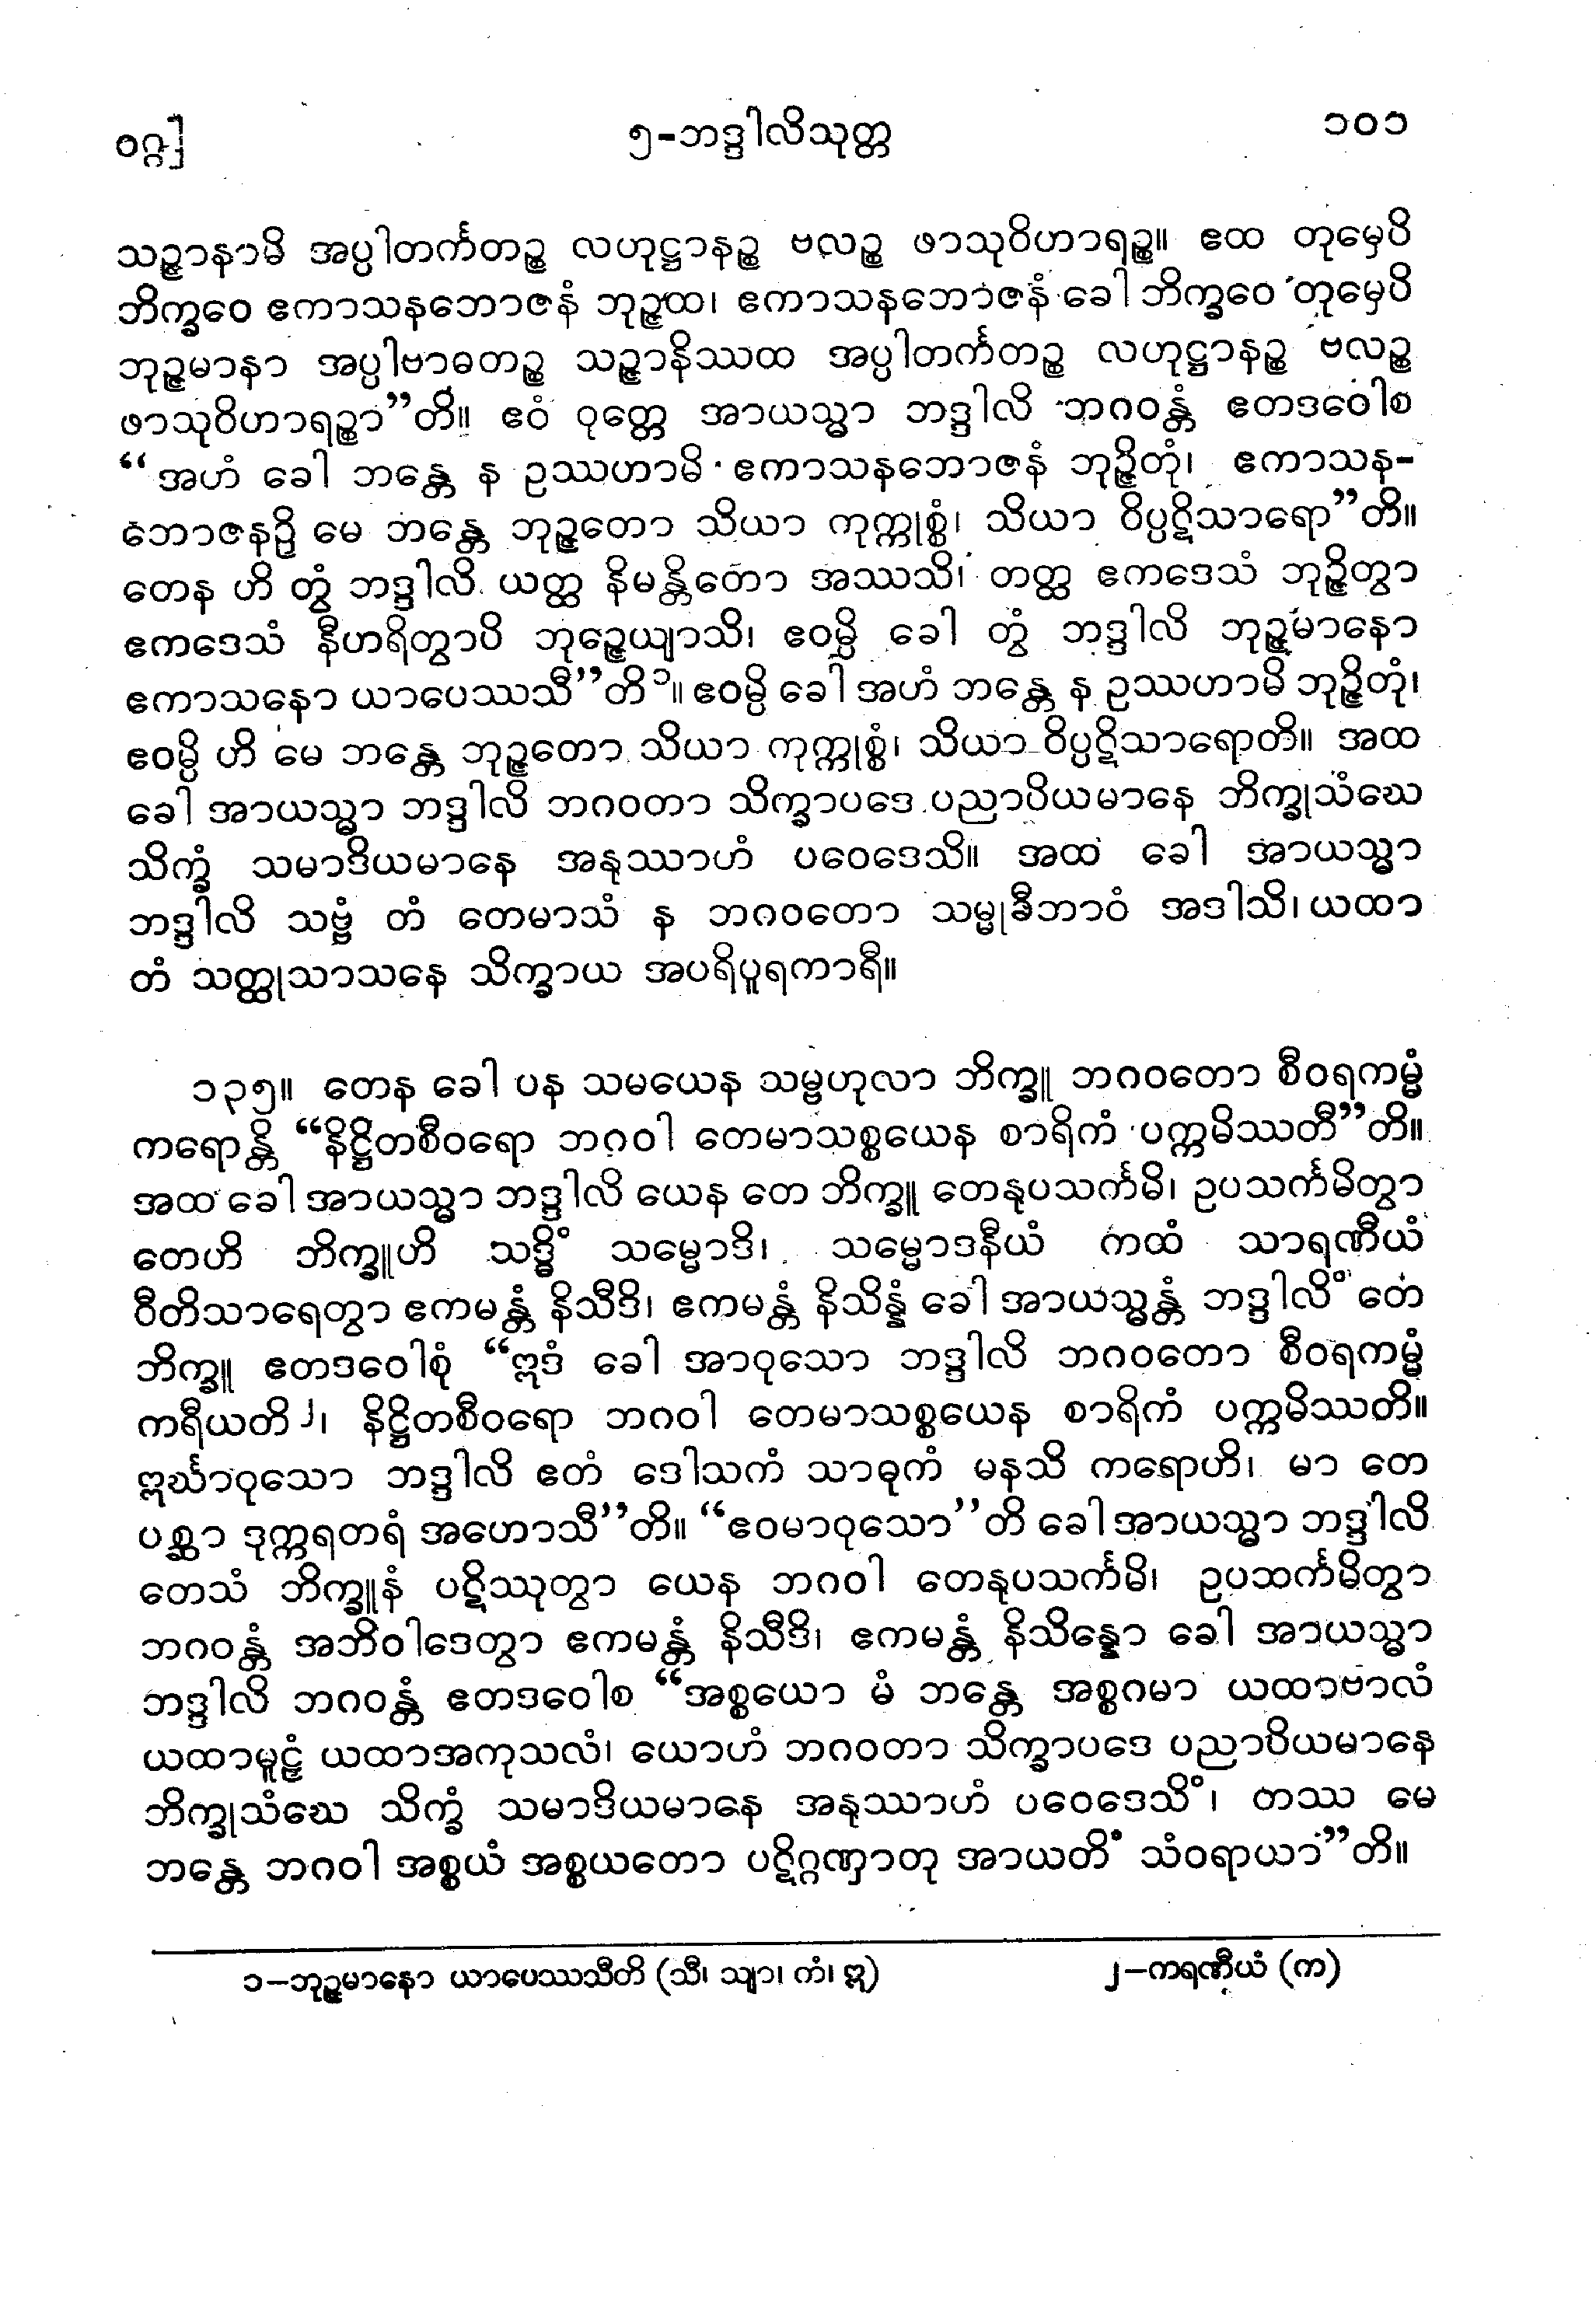 ဝဂ္ဂ]
၅-ဘဒ္ဒါလိသုတ္တ
၁၀၁
သဉ္ဇာနာမိ အပ္ပါတင်္ကတဉ္စ လဟုဋ္ဌာနဉ္စ ဗလဉ္စ ဖာသုဝိဟာရဉ္စ။ ဧထ တုမှေပိ
ဘိက္ခဝေ ဧကာသနဘောဇနံ ဘုဉ္ဇထ၊ ဧကာသနဘောဇနံ ခေါ ဘိက္ခဝေ တုမှေပိ
ဘုဉ္ဇမာနာ အပ္ပါဗာဓတဉ္စ သဉ္ဇာနိဿထ အပ္ပါတင်္ကတဉ္စ လဟုဋ္ဌာနဉ္စ ဗလဉ္စ
ဖာသုဝိဟာရဉ္စာ”တိ။ ဧဝံ ဝုတ္တေ အာယသ္မာ ဘဒ္ဒါလိ ဘဂဝန္တံ ဧတဒဝေါစ
“အဟံ ခေါ ဘန္တေ န ဥဿဟာမိ ဧကာသနဘောဇနံ ဘုဉ္ဇိတုံ၊ ဧကာသန-
ဘောဇနဉှိ မေ ဘန္တေ ဘုဉ္ဇတော သိယာ ကုက္ကုစ္စံ၊ သိယာ ဝိပ္ပဋိသာရော”တိ။
တေန ဟိ တွံ ဘဒ္ဒါလိ ယတ္ထ နိမန္တိတော အဿသိ၊ တတ္ထ ဧကဒေသံ ဘုဉ္ဇိတွာ
ဧကဒေသံ နီဟရိတွာပိ ဘုဉ္ဇေယျာသိ၊ ဧဝမ္ပိ ခေါ တွံ ဘဒ္ဒါလိ ဘုဉ္ဇမာနော
ဧကာသနော ယာပေဿသီ”တိ၁။ ဧဝမ္ပိ ခေါ အဟံ ဘန္တေ န ဥဿဟာမိ ဘုဉ္ဇိတုံ၊
ဧဝမ္ပိ ဟိ မေ ဘန္တေ ဘုဉ္ဇတော သိယာ ကုက္ကုစ္စံ၊ သိယာ ဝိပ္ပဋိသာရောတိ။ အထ
ခေါ အာယသ္မာ ဘဒ္ဒါလိ ဘဂဝတာ သိက္ခာပဒေ ပညာပိယမာနေ ဘိက္ခုသံဃေ
သိက္ခံ သမာဒိယမာနေ အနုဿာဟံ ပဝေဒေသိ။ အထ ခေါ အာယသ္မာ
ဘဒ္ဒါလိ သဗ္ဗံ တံ တေမာသံ န ဘဂဝတော သမ္မုခီဘာဝံ အဒါသိ၊ ယထာ
တံ သတ္ထုသာသနေ သိက္ခာယ အပရိပူရကာရီ။
၁၃၅။ တေန ခေါ ပန သမယေန သမ္ဗဟုလာ ဘိက္ခူ ဘဂဝတော စီဝရကမ္မံ
ကရောန္တိ “နိဋ္ဌိတစီဝရော ဘဂဝါ တေမာသစ္စယေန စာရိကံ ပက္ကမိဿတီ”တိ။
အထ ခေါ အာယသ္မာ ဘဒ္ဒါလိ ယေန တေ ဘိက္ခူ တေနုပသင်္ကမိ၊ ဥပသင်္ကမိတွာ
တေဟိ ဘိက္ခူဟိ သဒ္ဓိံ သမ္မောဒိ၊ သမ္မောဒနီယံ ကထံ သာရဏီယံ
ဝီတိသာရေတွာ ဧကမန္တံ နိသီဒိ၊ ဧကမန္တံ နိသိန္နံ ခေါ အာယသ္မန္တံ ဘဒ္ဒါလိံ တေ
ဘိက္ခူ ဧတဒဝေါစုံ “ဣဒံ ခေါ အာဝုသော ဘဒ္ဒါလိ ဘဂဝတော စီဝရကမ္မံ
ကရီယတိ၂၊ နိဋ္ဌိတစီဝရော ဘဂဝါ တေမာသစ္စယေန စာရိကံ ပက္ကမိဿတိ။
ဣင်္ဃာဝုသော ဘဒ္ဒါလိ ဧတံ ဒေါသကံ သာဓုကံ မနသိ ကရောဟိ၊ မာ တေ
ပစ္ဆာ ဒုက္ကရတရံ အဟောသီ”တိ။ “ဧဝမာဝုသော”တိ ခေါ အာယသ္မာ ဘဒ္ဒါလိ
တေသံ ဘိက္ခူနံ ပဋိဿုတွာ ယေန ဘဂဝါ တေနုပသင်္ကမိ၊ ဥပသင်္ကမိတွာ
ဘဂဝန္တံ အဘိဝါဒေတွာ ဧကမန္တံ နိသီဒိ၊ ဧကမန္တံ နိသိန္နော ခေါ အာယသ္မာ
ဘဒ္ဒါလိ ဘဂဝန္တံ ဧတဒဝေါစ “အစ္စယော မံ ဘန္တေ အစ္စဂမာ ယထာဗာလံ
ယထာမူဠှံ ယထာအကုသလံ၊ ယောဟံ ဘဂဝတာ သိက္ခာပဒေ ပညာပိယမာနေ
ဘိက္ခုသံဃေ သိက္ခံ သမာဒိယမာနေ အနုဿာဟံ ပဝေဒေသိံ၊ တဿ မေ
ဘန္တေ ဘဂဝါ အစ္စယံ အစ္စယတော ပဋိဂ္ဂဏှာတု အာယတိံ သံဝရာယာ”တိ။
၁-ဘုဉ္ဇမာနော ယာပေဿသီတိ (သီ၊ သျာ၊ ကံ၊ ဣ) ၂-ကရဏီယံ (က)